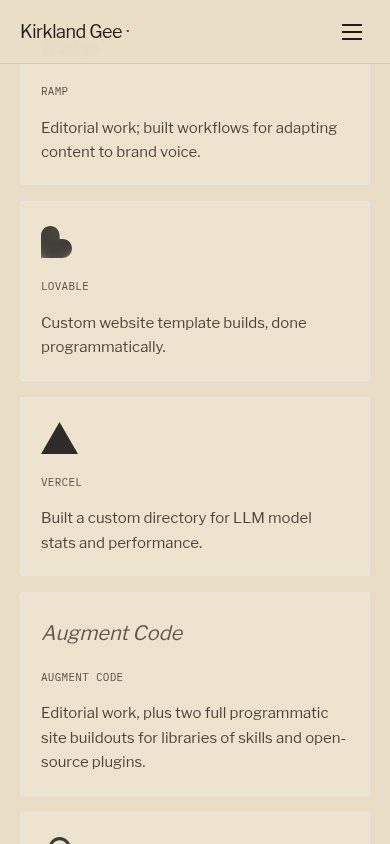 Kirkland Gee
RAMP
Editorial work; built workflows for adapting
content to brand voice.
LOVABLE
Custom website template builds, done
programmatically.
VERCEL
Built a custom directory for LLM model
stats and performance.
Augment Code
AUGMENT CODE
Editorial work, plus two full programmatic
site buildouts for libraries of skills and open-
source plugins.